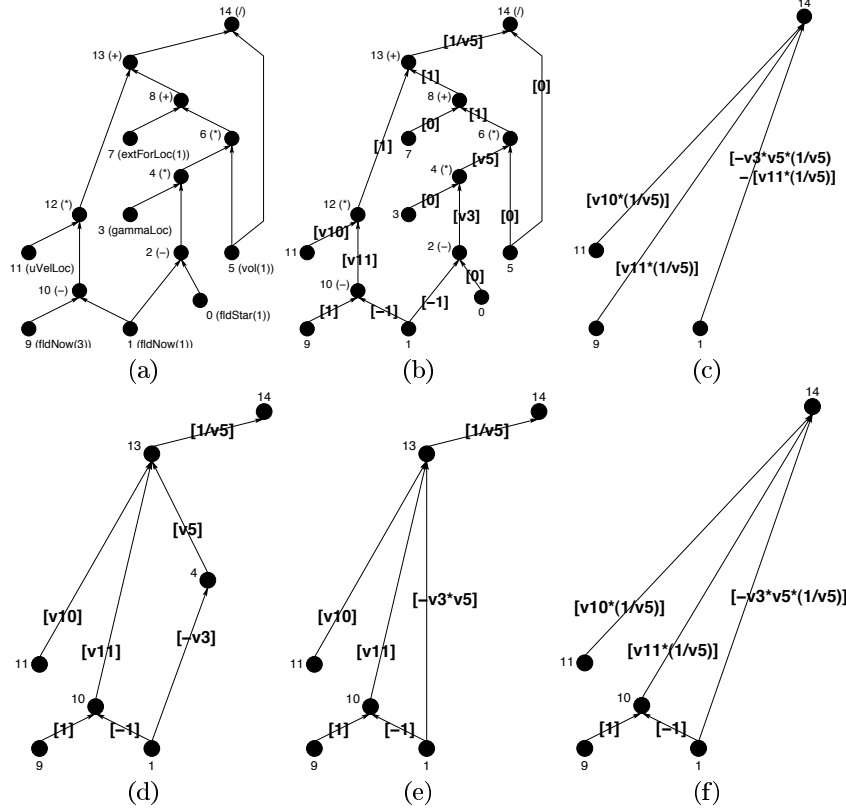 14 (/)
13 (+)
8 (+)
6 (*)
7 (extForLoc(1))
4 (*)
12 (*)
3 (gammaLoc)
2 (−)
11 (uVelLoc)
5 (vol(1))
10 (−)
0 (fldStar(1))
9 (fldNow(3))
1 (fldNow(1))
(a)
14 (/)
[1/v5]
13 (+)
[1]
[0]
8 (+)
[1]
[0]
6 (*)
7
[1]
[v5]
4 (*)
[0]
12 (*)
3
[v10]
[v3]
[0]
11
[v11]
2 (−)
5
[0]
10 (−)
0
[1]
[−1]
[−1]
9
1
(b)
14
[−v3*v5*(1/v5)
− [v11*(1/v5)]
[v10*(1/v5)]
11
[v11*(1/v5)]
9
1
(c)
14
[1/v5]
13
[v5]
4
[v10]
[−v3]
[v11]
11
10
[1]
[−1]
9
1
(d)
14
[1/v5]
13
[−v3*v5]
[v10]
[v11]
11
10
[1]
[−1]
9
1
(e)
14
[−v3*v5*(1/v5)]
[v10*(1/v5)]
[v11*(1/v5)]
11
10
[1]
[−1]
9
1
(f)